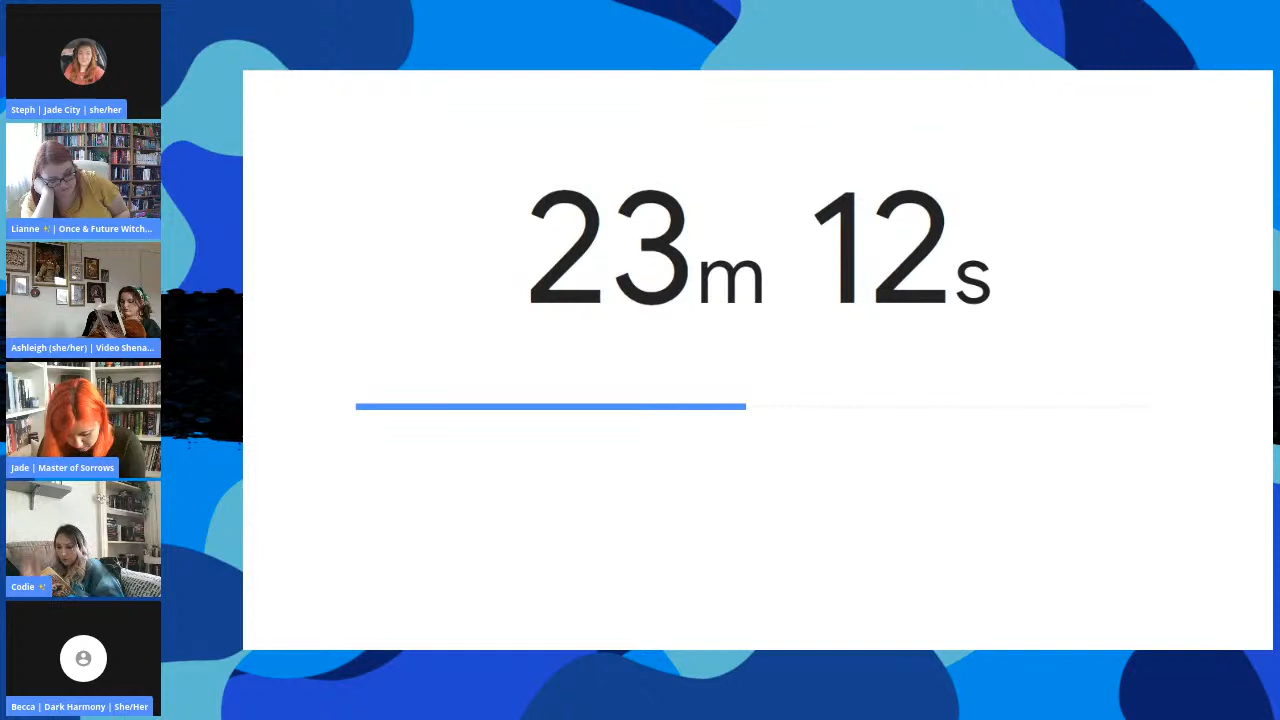 Steph | Jade City | she/her
Lianne ✨ | Once & Future Witch...
Ashleigh (she/her) | Video Shena...
Jade | Master of Sorrows
Codie ✨
Becca | Dark Harmony | She/Her
23m 12s